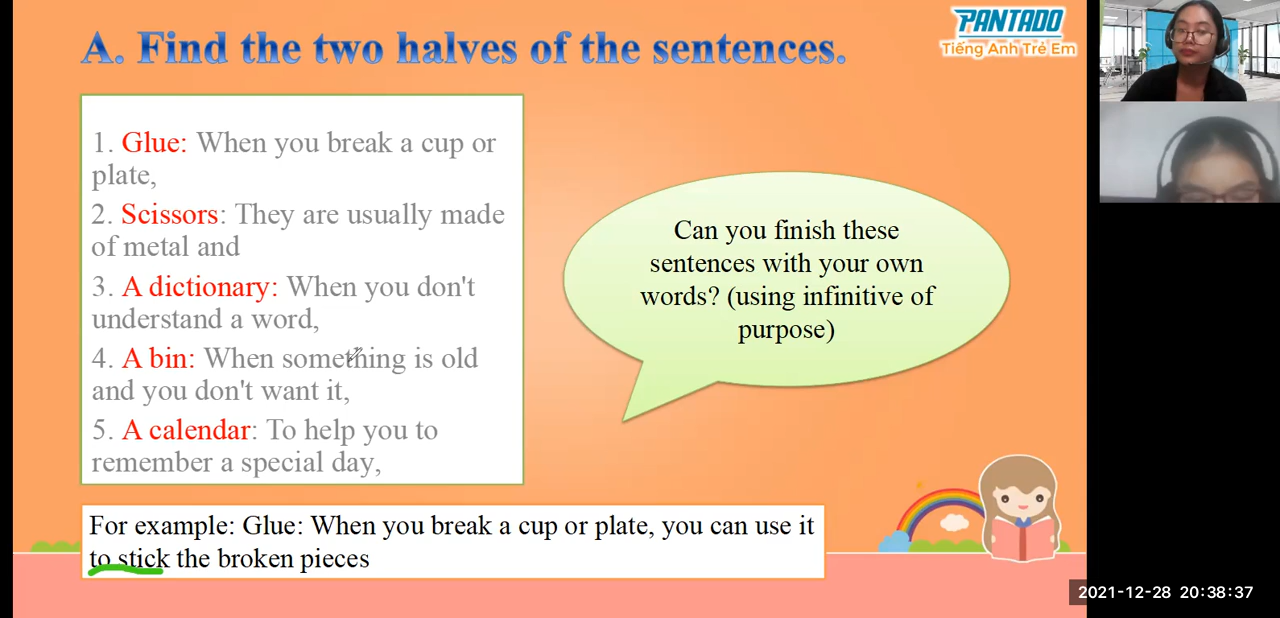 A. Find the two halves of the sentences.
PANTADO
Tiếng Anh Trẻ Em
1. Glue: When you break a cup or
plate,
2. Scissors: They are usually made
of metal and
3. A dictionary: When you don't
understand a word,
4. A bin: When something is old
and you don't want it,
5. A calendar: To help you to
remember a special day,
Can you finish these
sentences with your own
words? (using infinitive of
purpose)
For example: Glue: When you break a cup or plate, you can use it
to stick the broken pieces
2021-12-28 20:38:37